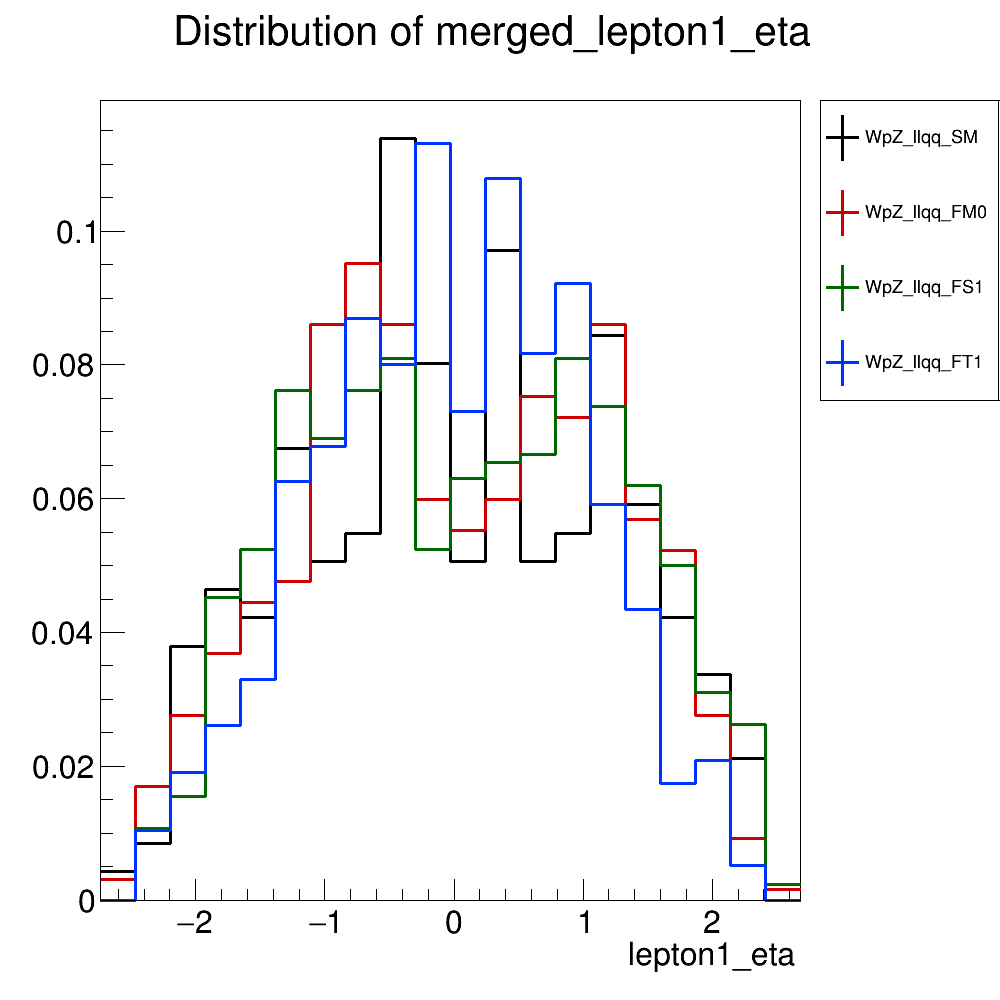 Distribution of merged_lepton1_eta
WpZ_llqq_SM
WpZ_llqq_FM0
WpZ_llqq_FS1
WpZ_llqq_FT1
0.1
0.08
0.06
0.04
0.02
0
−2 −1 0 1 2
lepton1_eta